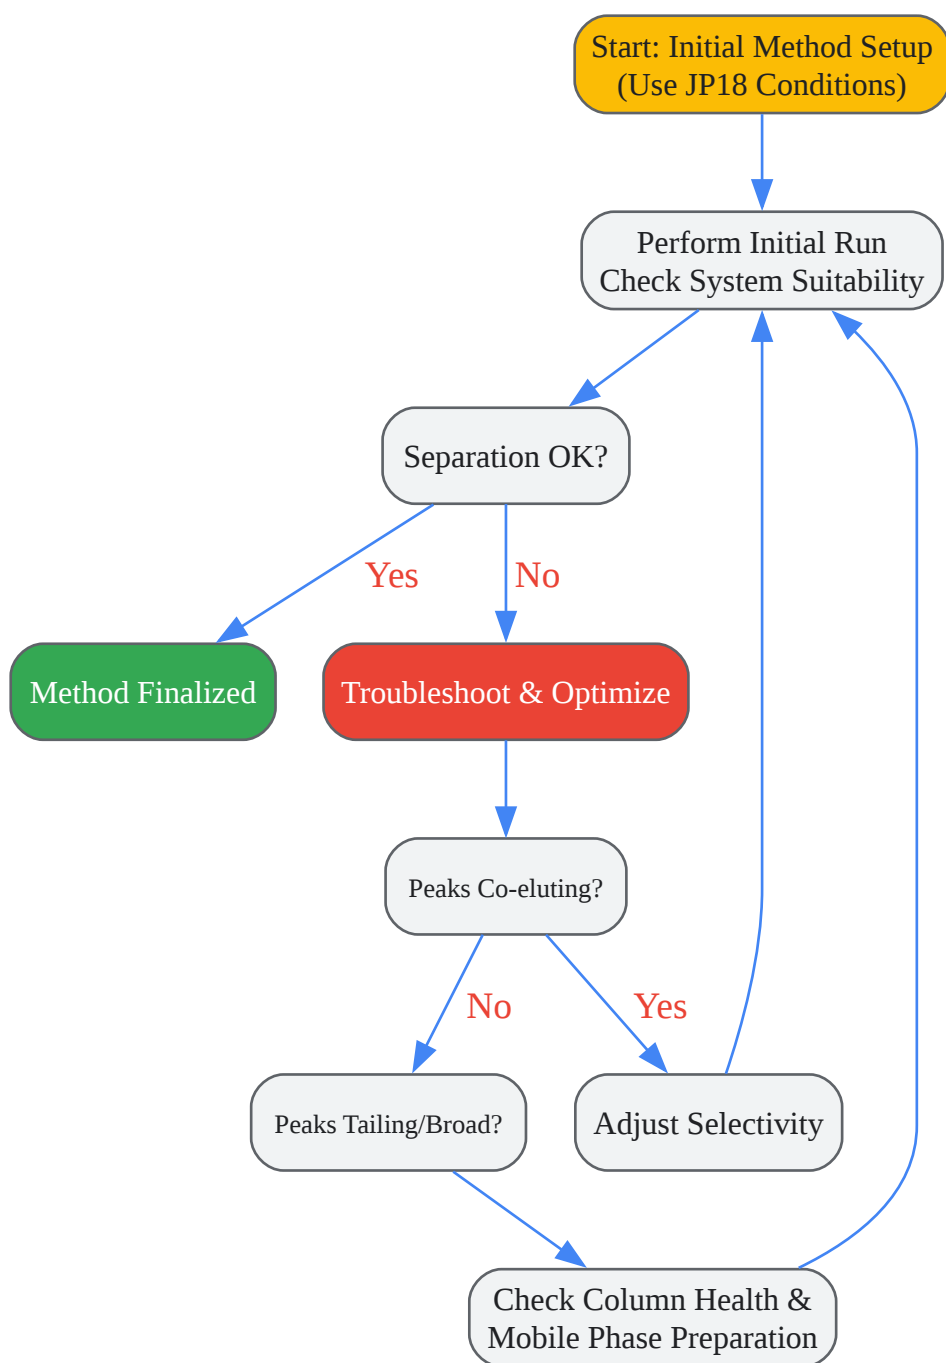 Start: Initial Method Setup
(Use JP18 Conditions)
Perform Initial Run
Check System Suitability
Separation OK?
Yes
No
Method Finalized
Troubleshoot & Optimize
Peaks Co-eluting?
No
Yes
Peaks Tailing/Broad?
Adjust Selectivity
Check Column Health &
Mobile Phase Preparation